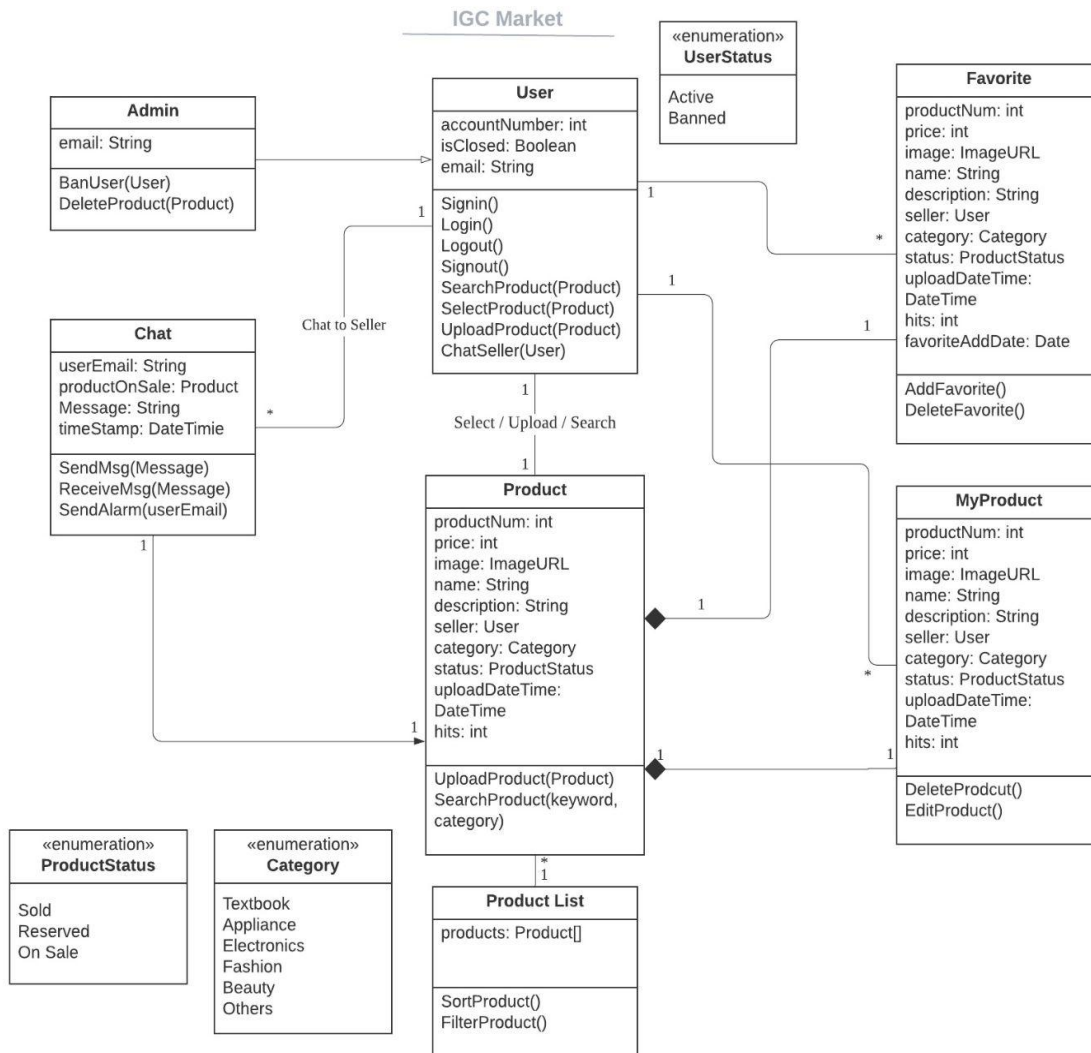 IGC Market
«enumeration»
UserStatus
Active
Banned
Admin
email: String
BanUser(User)
DeleteProduct(Product)
User
accountNumber: int
isClosed: Boolean
email: String
Signin()
Login()
Logout()
Signout()
SearchProduct(Product)
SelectProduct(Product)
UploadProduct(Product)
ChatSeller(User)
Favorite
productNum: int
price: int
image: ImageURL
name: String
description: String
seller: User
category: Category
status: ProductStatus
uploadDateTime:
DateTime
hits: int
favoriteAddDate: Date
AddFavorite()
DeleteFavorite()
1
1
*
1
1
Chat to Seller
*
Chat
userEmail: String
productOnSale: Product
Message: String
timeStamp: DateTimie
SendMsg(Message)
ReceiveMsg(Message)
SendAlarm(userEmail)
1
Select / Upload / Search
1
1
1
Product
productNum: int
price: int
image: ImageURL
name: String
description: String
seller: User
category: Category
status: ProductStatus
uploadDateTime:
DateTime
hits: int
UploadProduct(Product)
SearchProduct(keyword,
category)
1
*
1
1
1
MyProduct
productNum: int
price: int
image: ImageURL
name: String
description: String
seller: User
category: Category
status: ProductStatus
uploadDateTime:
DateTime
hits: int
DeleteProdcut()
EditProduct()
«enumeration»
ProductStatus
Sold
Reserved
On Sale
«enumeration»
Category
Textbook
Appliance
Electronics
Fashion
Beauty
Others
*
1
Product List
products: Product[]
SortProduct()
FilterProduct()